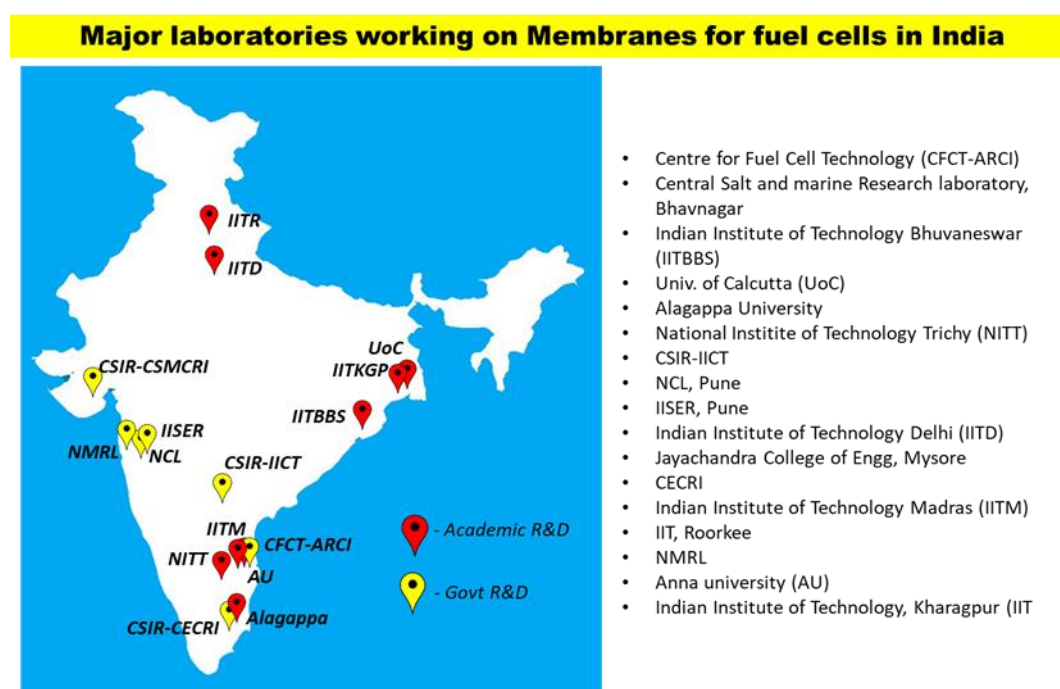 Major laboratories working on Membranes for fuel cells in India
IITR
IITD
CSIR-CSMCRI
UoC
IITKGP
IITBBS
IISER
NMRL
NCL
CSIR-IICT
IITM
CFCT-ARCI
NITT
AU
Alagappa
CSIR-CECRI
- Academic R&D
- Govt R&D
• Centre for Fuel Cell Technology (CFCT-ARCI)
• Central Salt and marine Research laboratory,
Bhavnagar
• Indian Institute of Technology Bhuvaneswar
(IITBBS)
• Univ. of Calcutta (UoC)
• Alagappa University
• National Institite of Technology Trichy (NITT)
• CSIR-IICT
• NCL, Pune
• IISER, Pune
• Indian Institute of Technology Delhi (IITD)
• Jayachandra College of Engg, Mysore
• CECRI
• Indian Institute of Technology Madras (IITM)
• IIT, Roorkee
• NMRL
• Anna university (AU)
• Indian Institute of Technology, Kharagpur (IIT